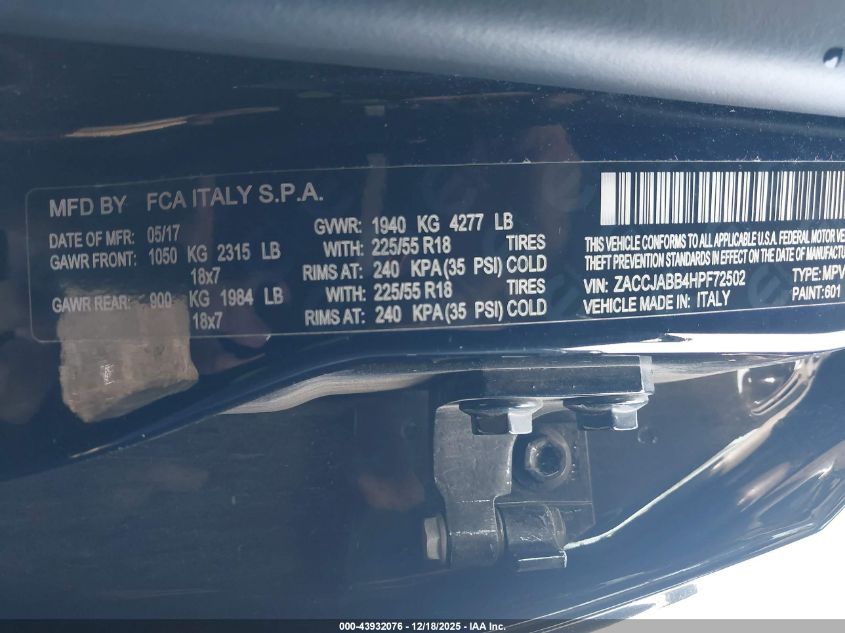 MFD BY FCA ITALY S.P.A.
DATE OF MFR: 05/17 GVWR: 1940 KG 4277 LB
GAWR FRONT: 1050 KG 2315 LB WITH: 225/55 R18 TIRES
18x7 RIMS AT: 240 KPA(35 PSI) COLD
GAWR REAR: 900 KG 1984 LB WITH: 225/55 R18 TIRES
18x7 RIMS AT: 240 KPA(35 PSI) COLD
THIS VEHICLE CONFORMS TO ALL APPLICABLE U.S.A. FEDERAL MOTOR
THEFT PREVENTION STANDARDS IN EFFECT ON THE DATE OF
VIN: ZACCJABB4HPF72502 TYPE: MPV
VEHICLE MADE IN: ITALY PAINT: 601
000-43932076 - 12/18/2025 - IAA Inc.